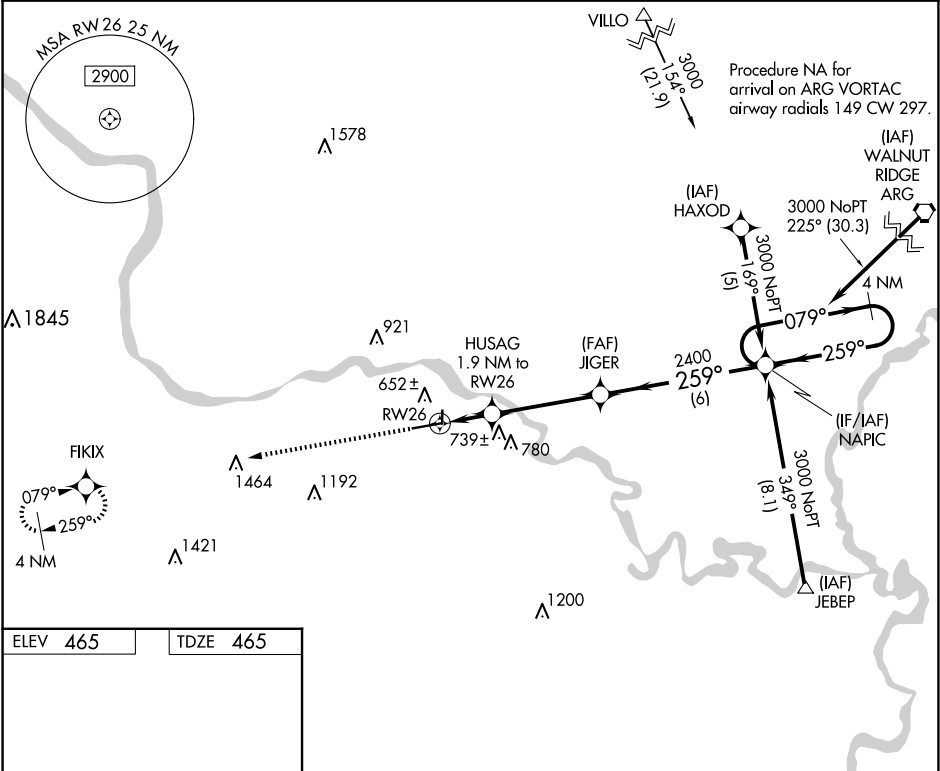 MSA RW26 25 NM
2900
VILLO
3000
154°
(21.9)
Procedure NA for
arrival on ARG VORTAC
airway radials 149 CW 297.
1578
(IAF)
WALNUT
RIDGE
ARG
(IAF)
HAXOD
3000 NoPT
225° (30.3)
3000 NoPT
169°
(5)
4 NM
079°
259°
1845
921
HUSAG
1.9 NM to
RW26
(FAF)
JIGER
2400
259°
(6)
652±
RW26
739±
780
(IF/IAF)
NAPIC
FIKIX
079°
259°
4 NM
1464
1192
1421
3000 NoPT
349°
(8.1)
(IAF)
JEBEP
1200
ELEV 465
TDZE 465